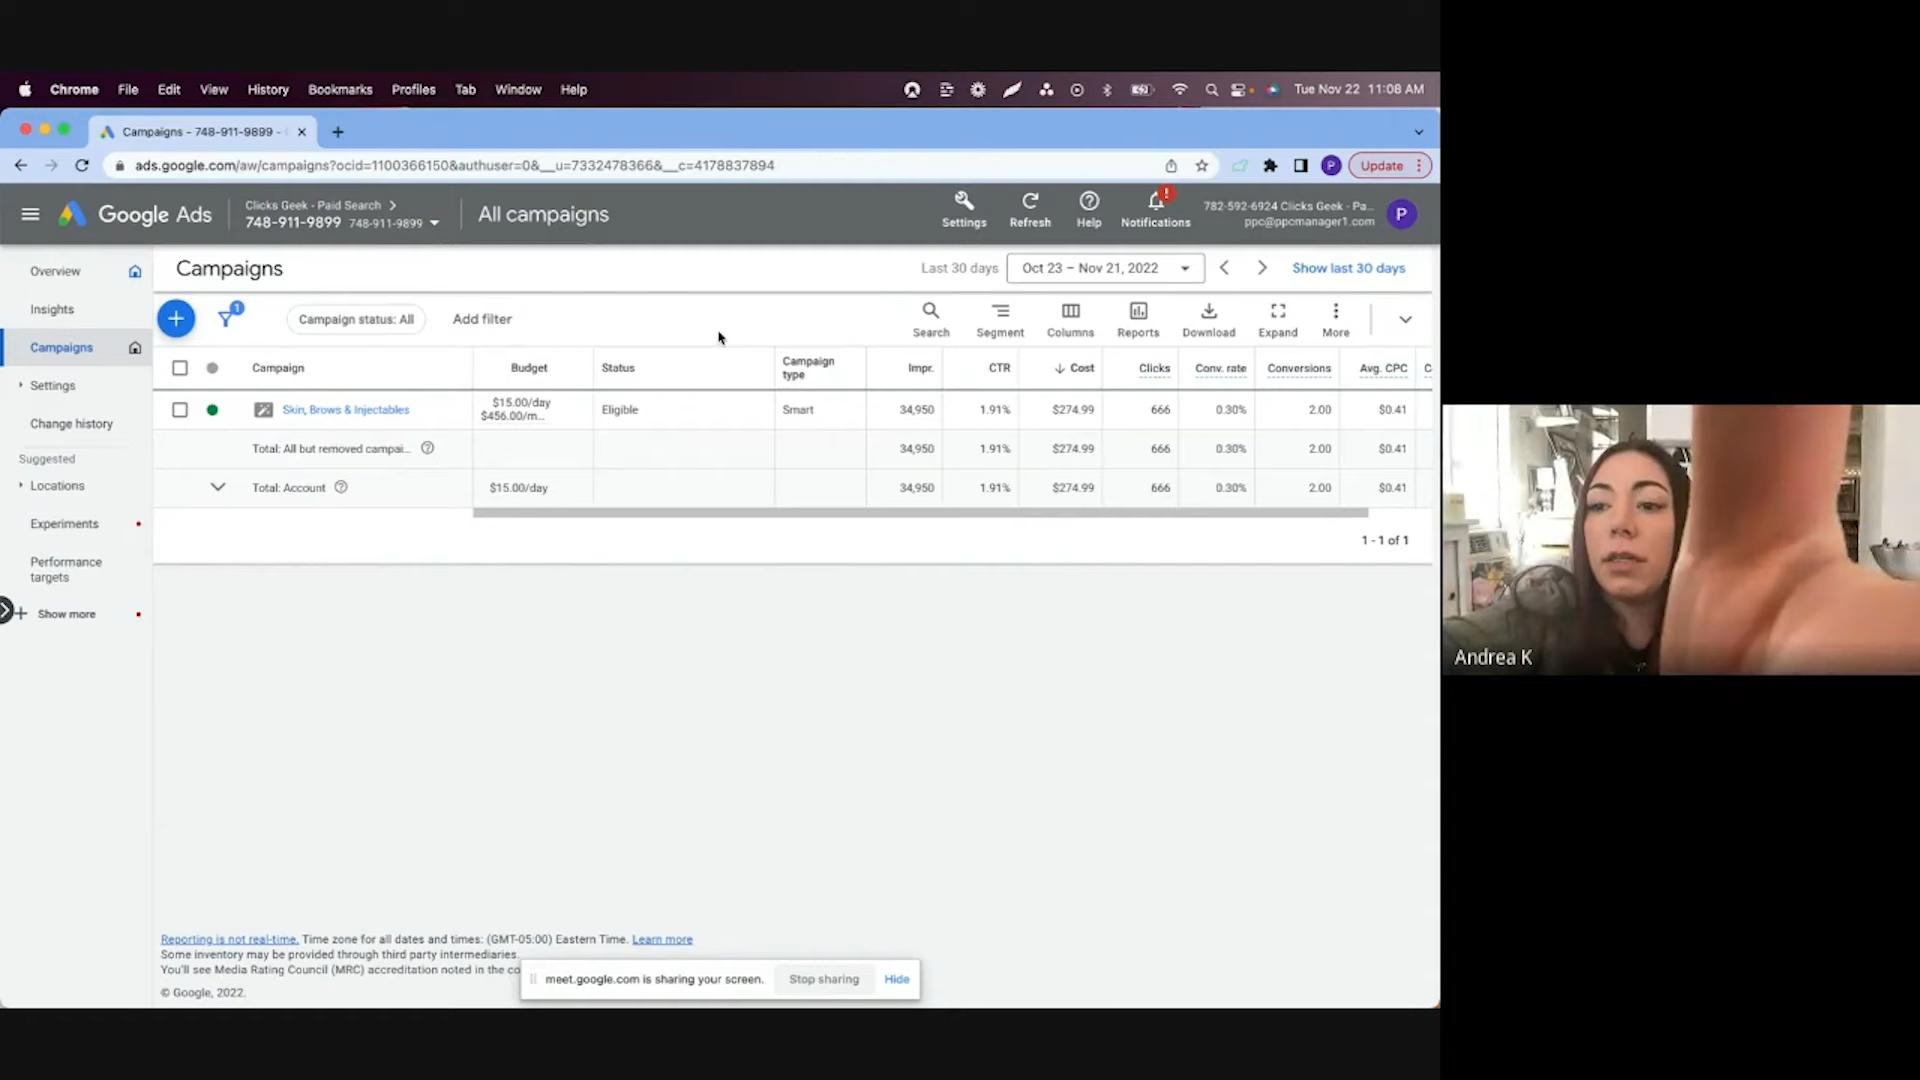 Chrome File Edit View History Bookmarks Profiles Tab Window Help Tue Nov 22 11:08 AM
Campaigns - 748-911-9899 -
ads.google.com/aw/campaigns?ocid=1100366150&authuser=0&__u=7332478366&__c=4178837894 P Update
Google Ads
Clicks Geek - Paid Search
748-911-9899 748-911-9899
All campaigns
Settings Refresh Help Notifications
782-592-6924 Clicks Geek - Pa...
ppc@ppcmanager1.com
P
Overview
Insights
Campaigns
Settings
Change history
Suggested
Locations
Experiments
Performance
targets
Show more
Campaigns
Last 30 days Oct 23 – Nov 21, 2022 Show last 30 days
1
Campaign status: All Add filter
Search Segment Columns Reports Download Expand More
Campaign Budget Status Campaign type Impr. CTR Cost Clicks Conv. rate Conversions Avg. CPC C
Skin, Brows & Injectables $15.00/day $456.00/m... Eligible Smart 34,950 1.91% $274.99 666 0.30% 2.00 $0.41
Total: All but removed campai... 34,950 1.91% $274.99 666 0.30% 2.00 $0.41
Total: Account $15.00/day 34,950 1.91% $274.99 666 0.30% 2.00 $0.41
1 - 1 of 1
Reporting is not real-time. Time zone for all dates and times: (GMT-05:00) Eastern Time. Learn more
Some inventory may be provided through third party intermediaries.
You'll see Media Rating Council (MRC) accreditation noted in the co
© Google, 2022.
meet.google.com is sharing your screen. Stop sharing Hide
Andrea K